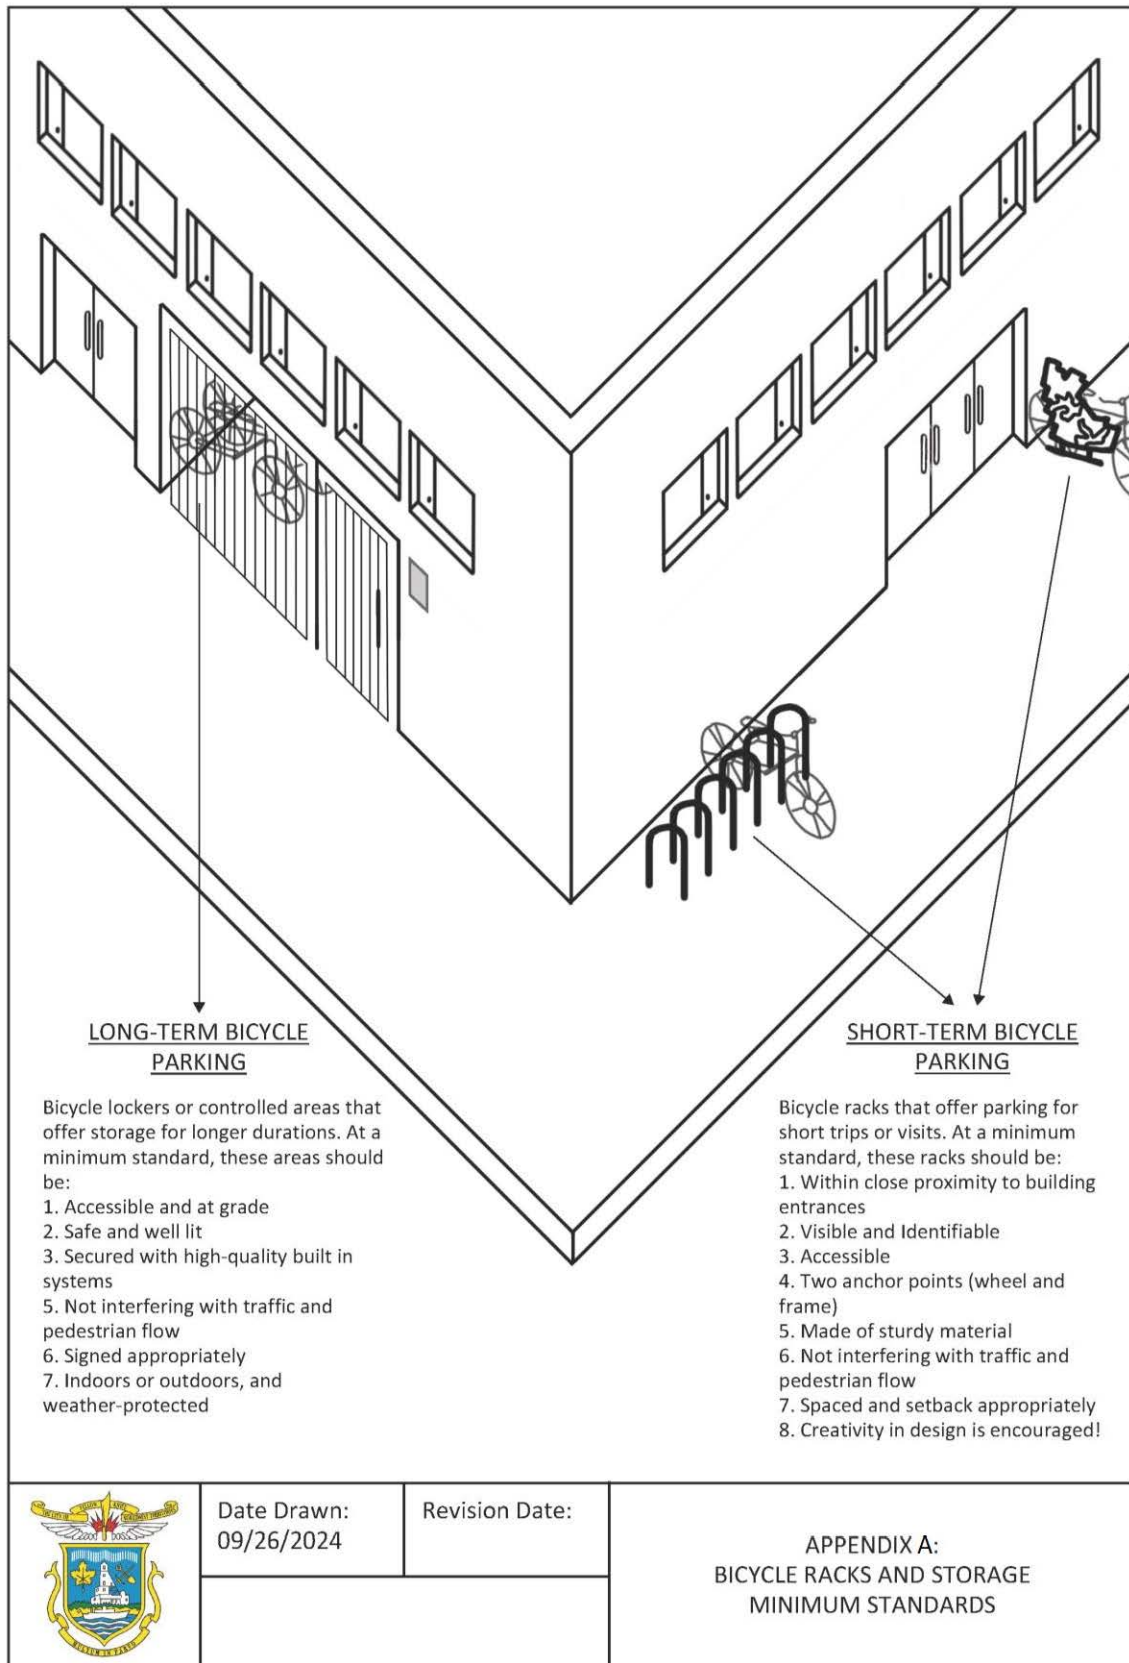 LONG-TERM BICYCLE
PARKING
Bicycle lockers or controlled areas that
offer storage for longer durations. At a
minimum standard, these areas should
be:
1. Accessible and at grade
2. Safe and well lit
3. Secured with high-quality built in
systems
5. Not interfering with traffic and
pedestrian flow
6. Signed appropriately
7. Indoors or outdoors, and
weather-protected
SHORT-TERM BICYCLE
PARKING
Bicycle racks that offer parking for
short trips or visits. At a minimum
standard, these racks should be:
1. Within close proximity to building
entrances
2. Visible and Identifiable
3. Accessible
4. Two anchor points (wheel and
frame)
5. Made of sturdy material
6. Not interfering with traffic and
pedestrian flow
7. Spaced and setback appropriately
8. Creativity in design is encouraged!
MULTUM IN PARVO
Date Drawn:
09/26/2024
Revision Date:
APPENDIX A:
BICYCLE RACKS AND STORAGE
MINIMUM STANDARDS